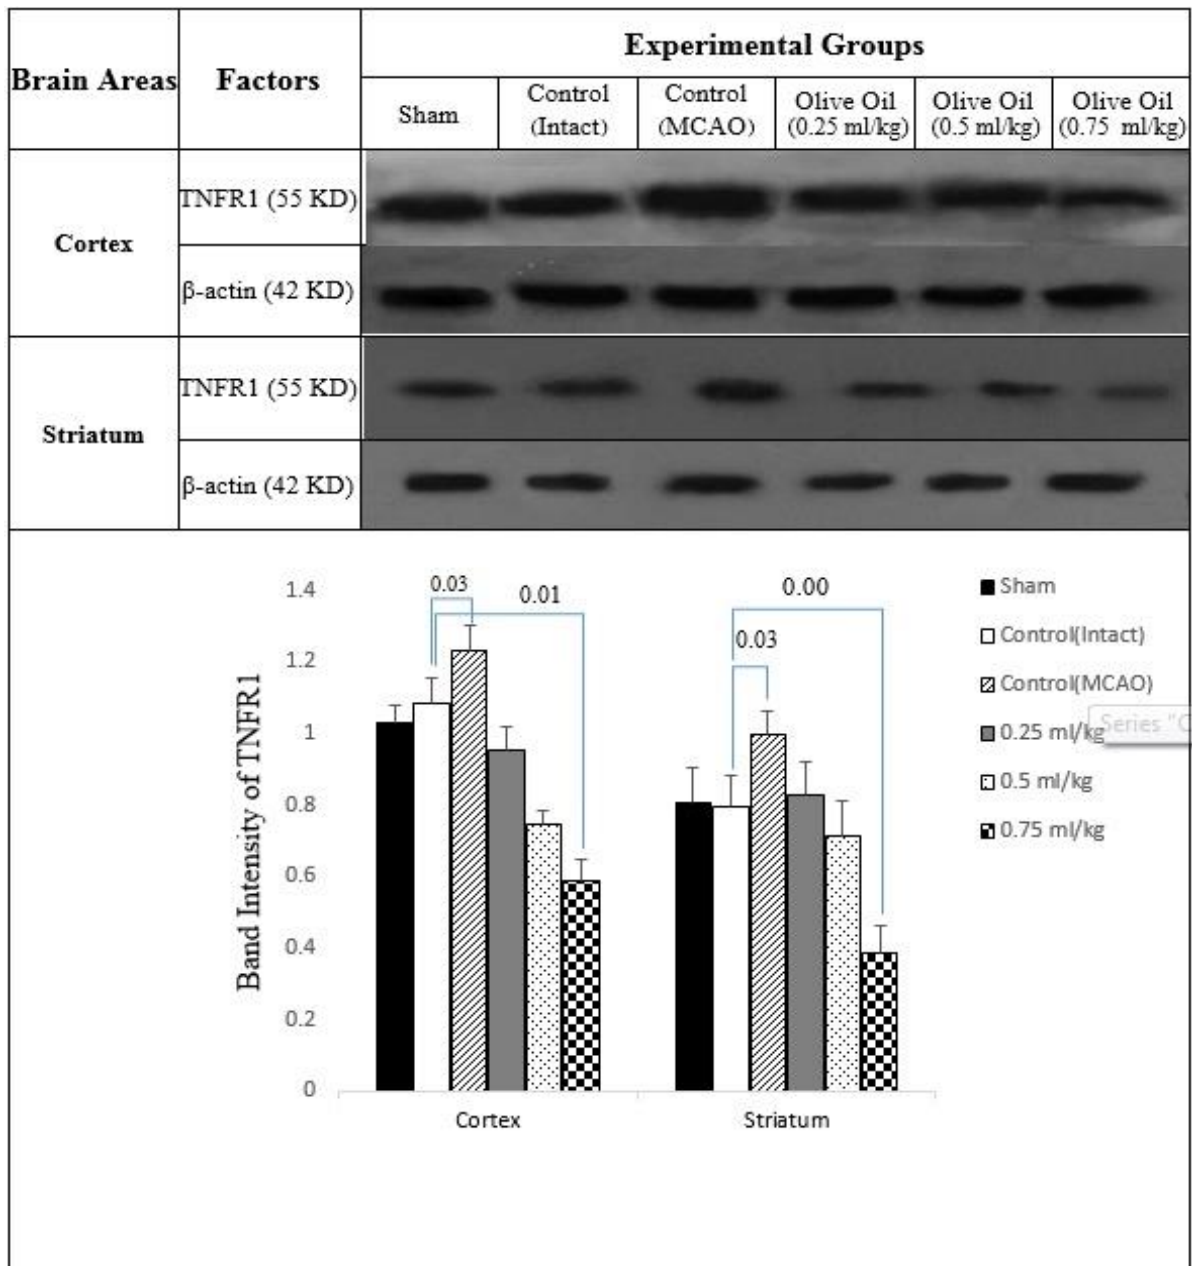 Experimental Groups
Brain Areas
Factors
Sham
Control
(Intact)
Control
(MCAO)
Olive Oil
(0.25 ml/kg)
Olive Oil
(0.5 ml/kg)
Olive Oil
(0.75 ml/kg)
Cortex
TNFR1 (55 KD)
β-actin (42 KD)
Striatum
TNFR1 (55 KD)
β-actin (42 KD)
Band Intensity of TNFR1
1.4
1.2
1
0.8
0.6
0.4
0.2
0
0.03
0.01
0.03
0.00
Cortex
Striatum
Sham
Control(Intact)
Control(MCAO)
0.25 ml/kg
0.5 ml/kg
0.75 ml/kg
Series "C